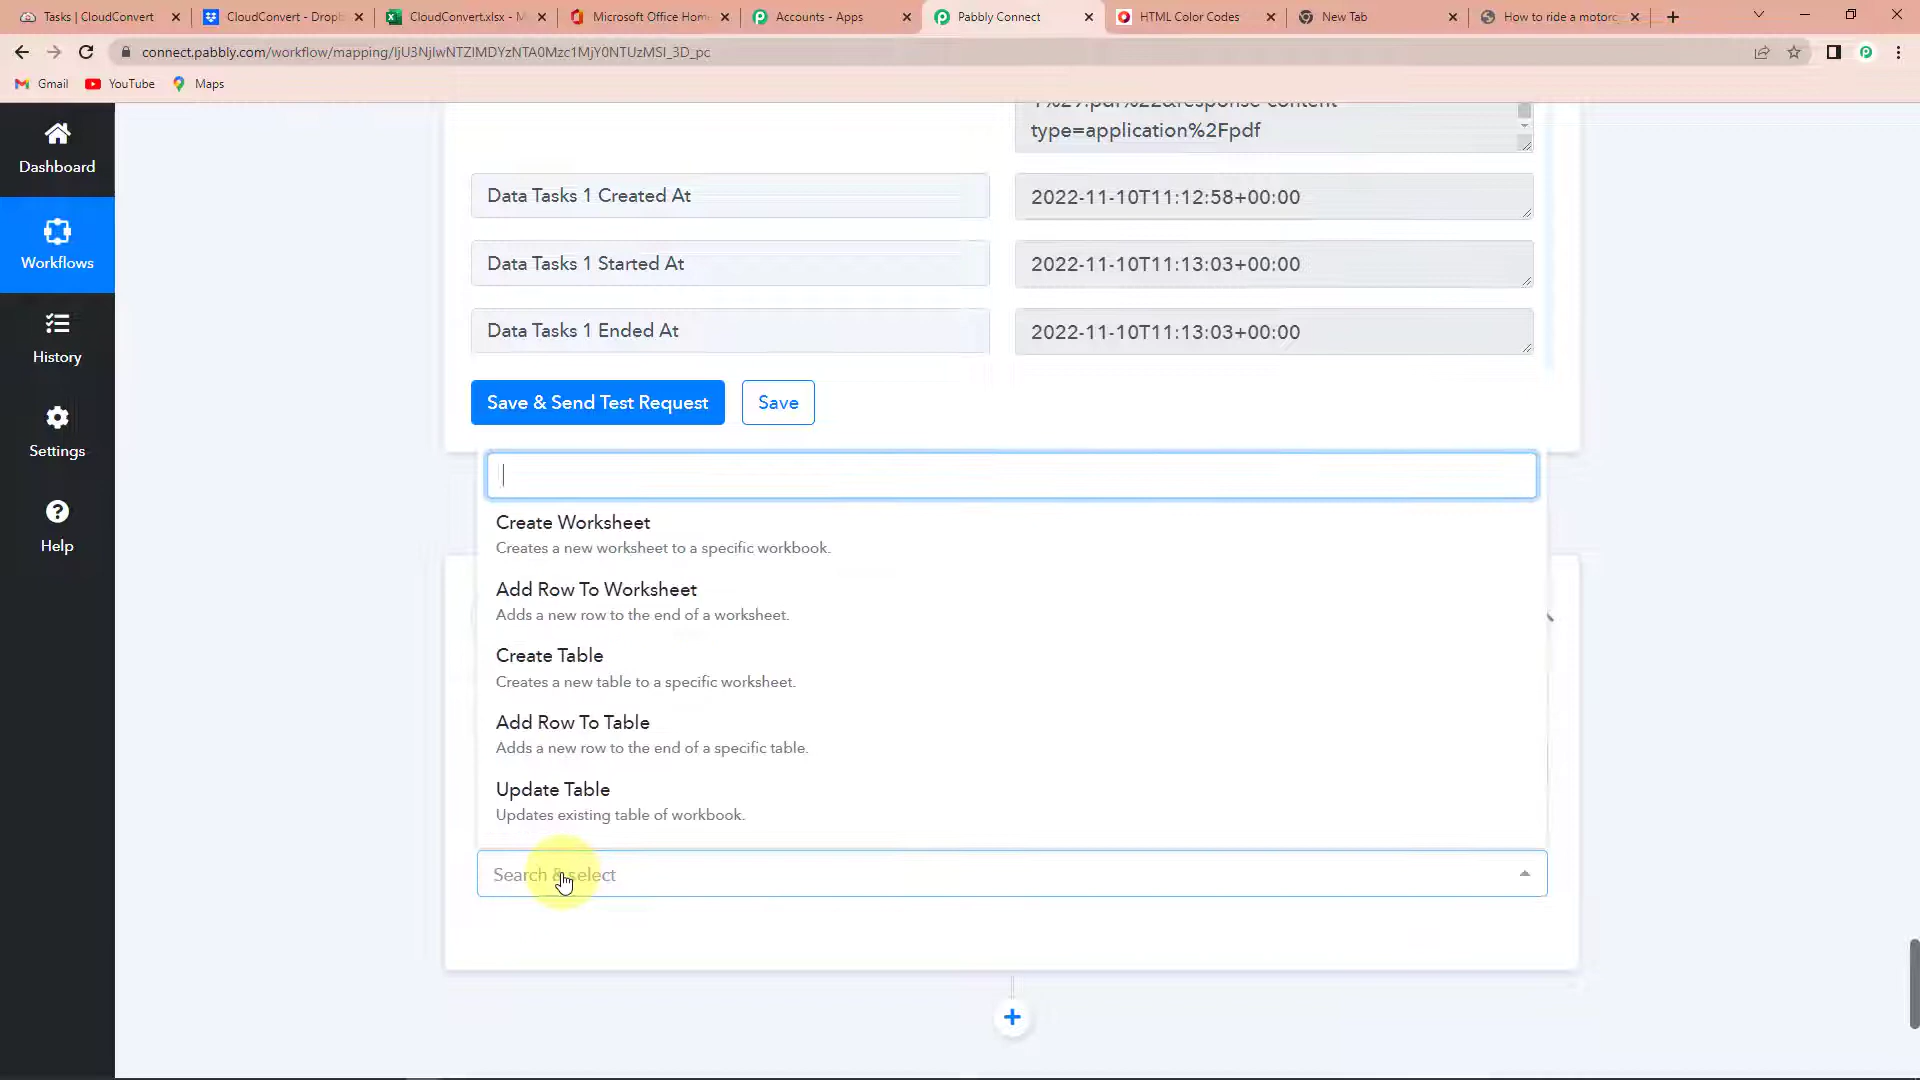 Tasks | CloudConvert
CloudConvert - Dropb
CloudConvert.xlsx - M
Microsoft Office Hom
Accounts - Apps
Pabbly Connect
HTML Color Codes
New Tab
How to ride a motorc
connect.pabbly.com/workflow/mapping/IjU3NjIwNTZlMDYzNTA0Mzc1MjY0NTUzMSI_3D_pc
Gmail
YouTube
Maps
Dashboard
Workflows
History
Settings
Help
type=application%2Fpdf
Data Tasks 1 Created At
2022-11-10T11:12:58+00:00
Data Tasks 1 Started At
2022-11-10T11:13:03+00:00
Data Tasks 1 Ended At
2022-11-10T11:13:03+00:00
Save & Send Test Request
Save
Create Worksheet
Creates a new worksheet to a specific workbook.
Add Row To Worksheet
Adds a new row to the end of a worksheet.
Create Table
Creates a new table to a specific worksheet.
Add Row To Table
Adds a new row to the end of a specific table.
Update Table
Updates existing table of workbook.
Search & select